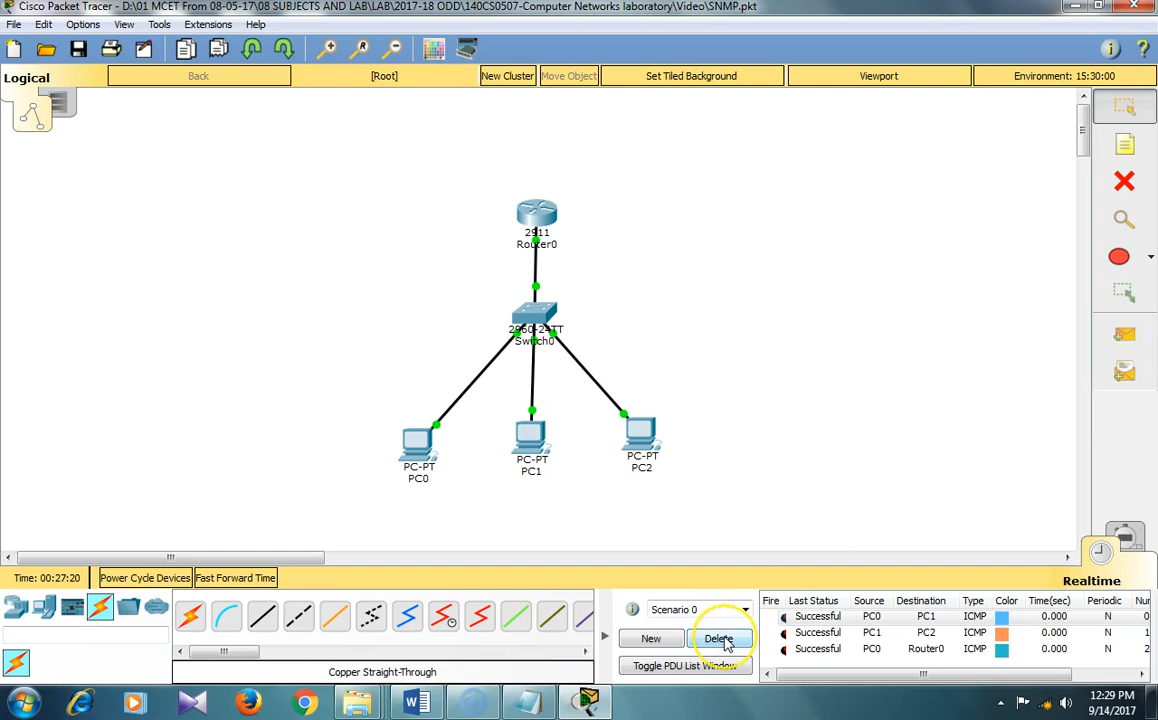 Cisco Packet Tracer - D:\01 MCET From 08-05-17\08 SUBJECTS AND LAB\LAB\2017-18 ODD\140CS0507-Computer Networks laboratory\Video\SNMP.pkt
File Edit Options View Tools Extensions Help
Logical Back [Root] New Cluster Move Object Set Tiled Background Viewport Environment: 15:30:00
2911
Router0
2960-24TT
Switch0
PC-PT
PC0
PC-PT
PC1
PC-PT
PC2
Time: 00:27:20 Power Cycle Devices Fast Forward Time
Realtime
Scenario 0
New Delete
Toggle PDU List Window
Copper Straight-Through
Fire Last Status Source Destination Type Color Time(sec) Periodic Nur
Successful PC0 PC1 ICMP 0.000 N 0
Successful PC1 PC2 ICMP 0.000 N 1
Successful PC0 Router0 ICMP 0.000 N 2
12:29 PM
9/14/2017